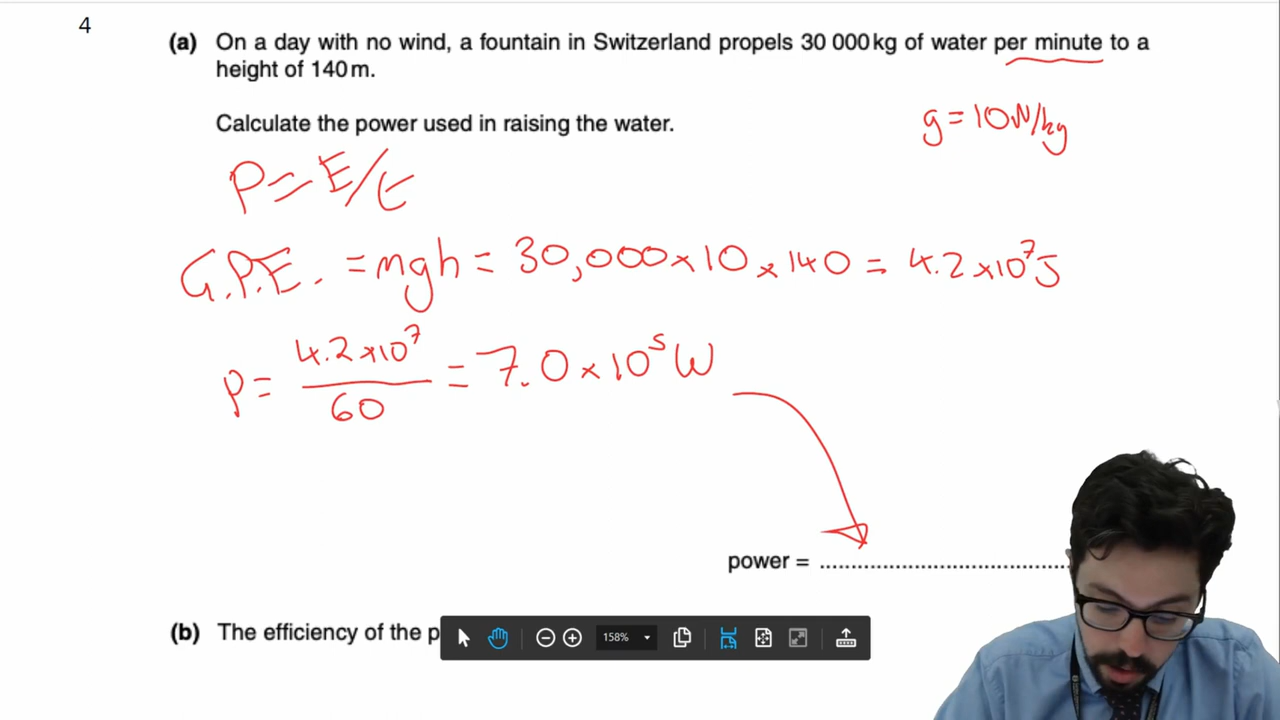 4
(a) On a day with no wind, a fountain in Switzerland propels 30 000 kg of water per minute to a
height of 140 m.
Calculate the power used in raising the water.
g = 10 N/kg
P = E/t
G.P.E. = mgh = 30,000 × 10 × 140 = 4.2 × 10⁷ J
P = 4.2 × 10⁷ / 60 = 7.0 × 10⁵ W
power = ........................................
(b) The efficiency of the p
158%